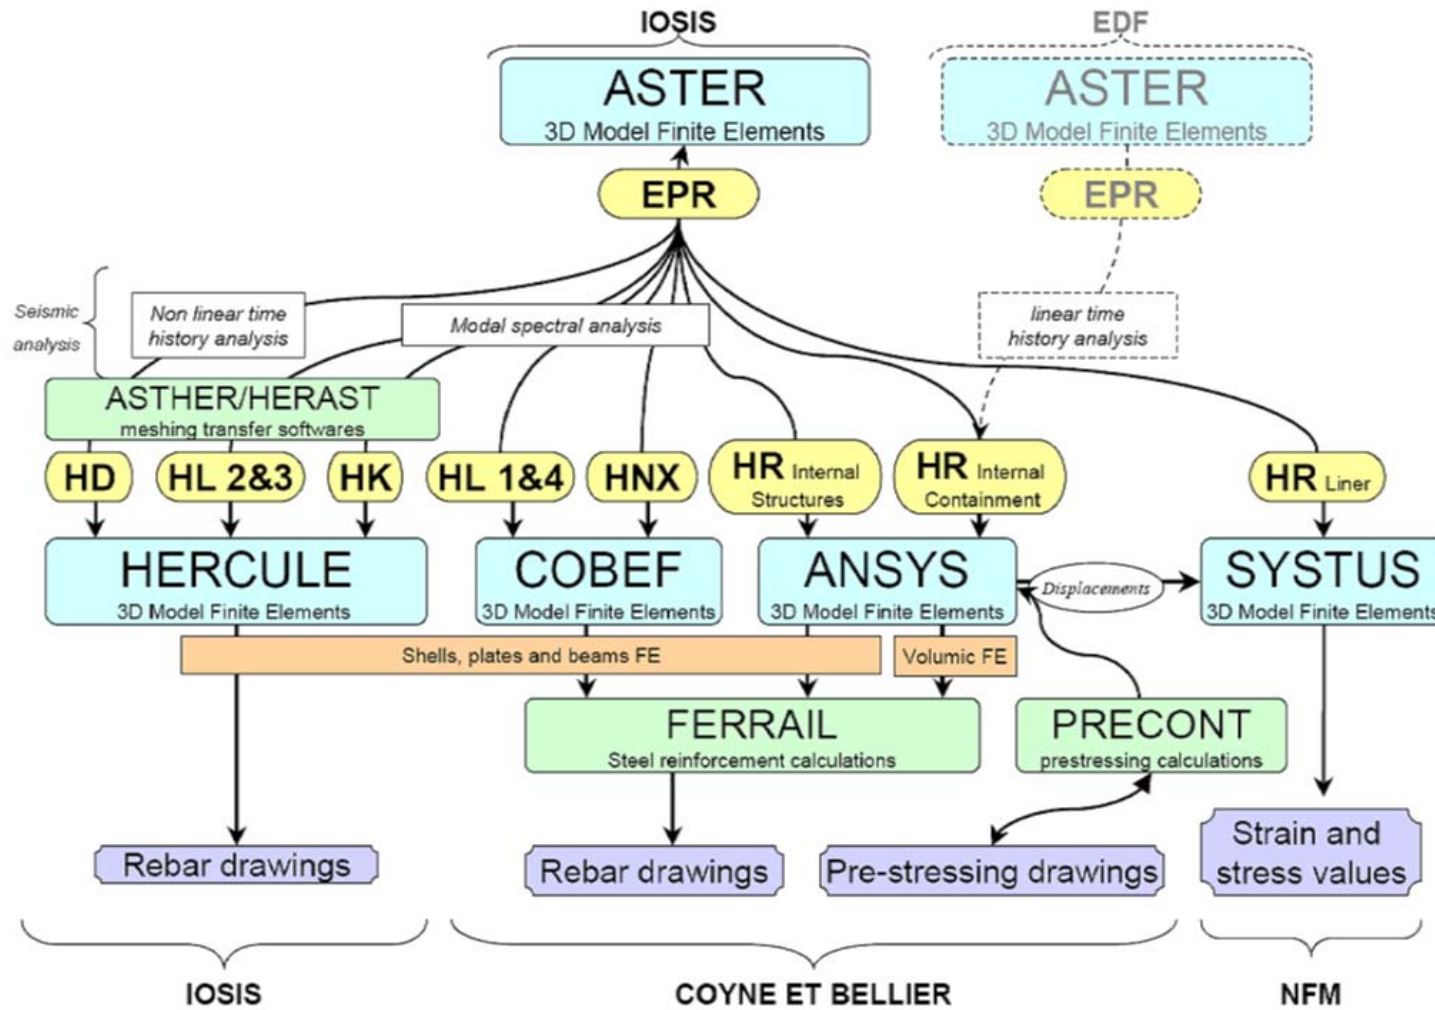 IOSIS
EDF
ASTER
3D Model Finite Elements
ASTER
3D Model Finite Elements
EPR
EPR
Seismic
analysis
Non linear time
history analysis
Modal spectral analysis
linear time
history analysis
ASTHER/HERAST
meshing transfer softwares
HD
HL 2&3
HK
HL 1&4
HNX
HR Internal
Structures
HR Internal
Containment
HR Liner
HERCULE
3D Model Finite Elements
COBEF
3D Model Finite Elements
ANSYS
3D Model Finite Elements
Displacements
SYSTUS
3D Model Finite Elements
Shells, plates and beams FE
Volumic FE
FERRAIL
Steel reinforcement calculations
PRECONT
prestressing calculations
Rebar drawings
Rebar drawings
Pre-stressing drawings
Strain and
stress values
IOSIS
COYNE ET BELLIER
NFM